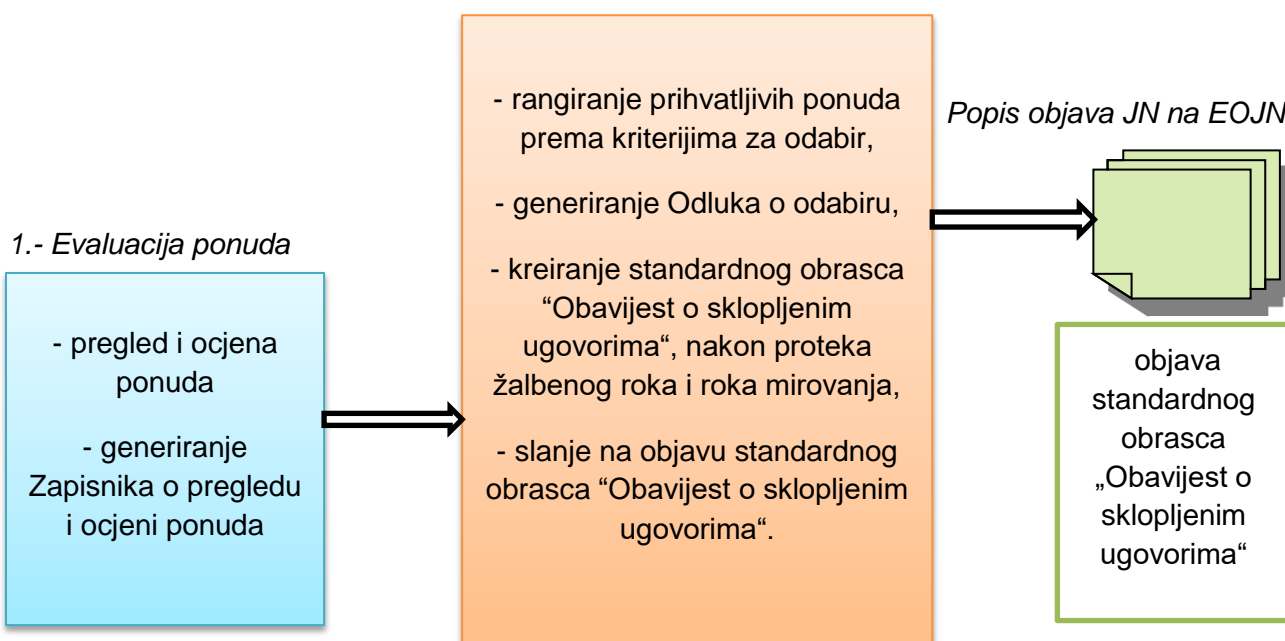 1.- Evaluacija ponuda
- pregled i ocjena
ponuda
- generiranje
Zapisnika o pregledu
i ocjeni ponuda
- rangiranje prihvatljivih ponuda
prema kriterijima za odabir,
- generiranje Odluka o odabiru,
- kreiranje standardnog obrasca
“Obavijest o sklopljenim
ugovorima“, nakon proteka
žalbenog roka i roka mirovanja,
- slanje na objavu standardnog
obrasca “Obavijest o sklopljenim
ugovorima“.
Popis objava JN na EOJN
objava
standardnog
obrasca
„Obavijest o
sklopljenim
ugovorima“